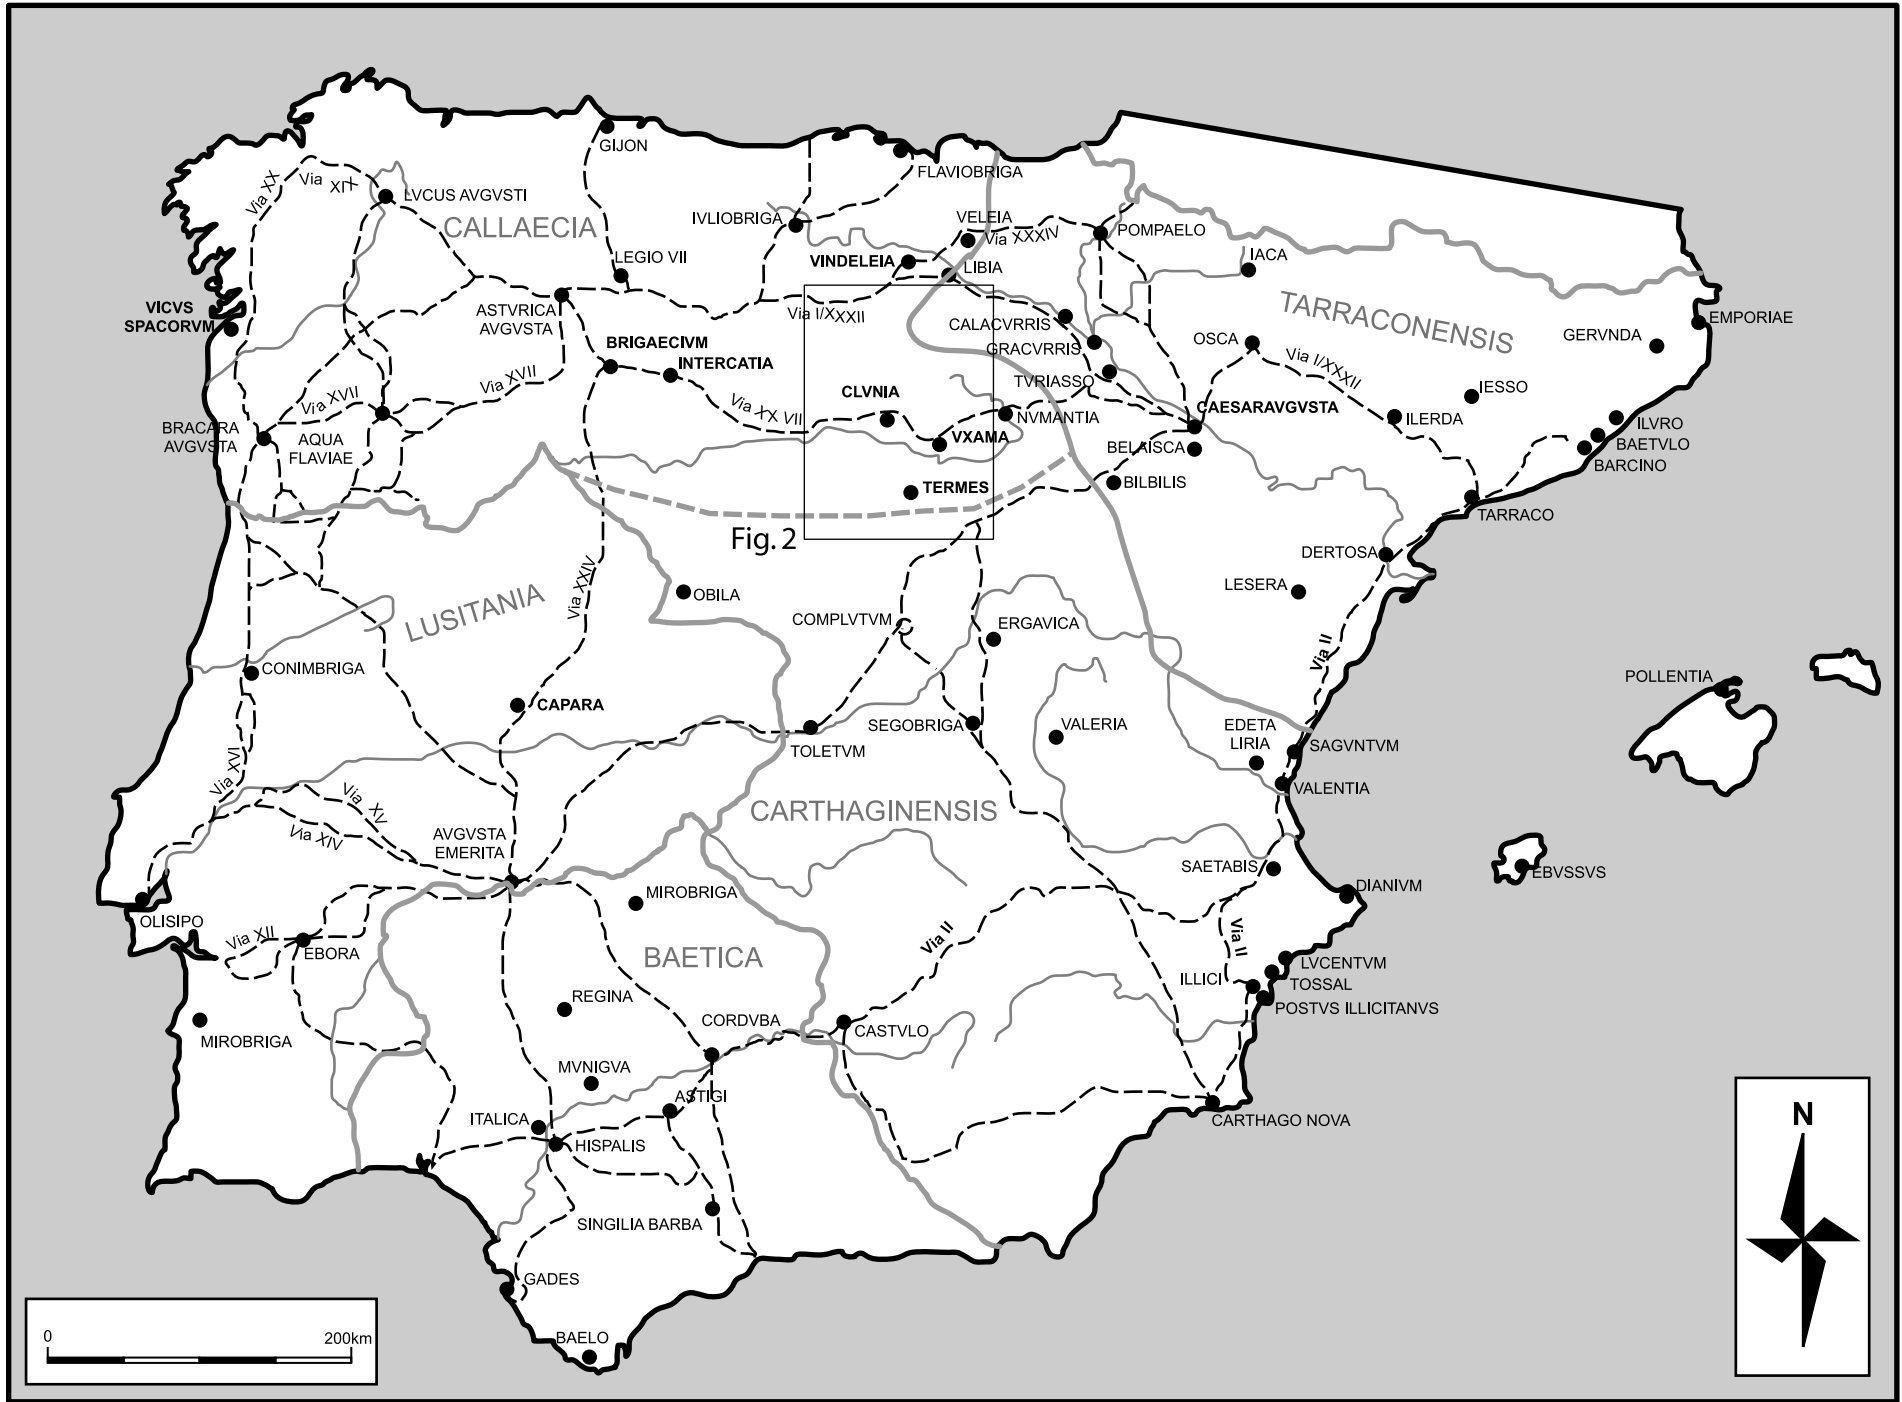 GIJON
FLAVIOBRIGA
Via XX
Via XIX
LVCUS AVGVSTI
CALLAECIA
IVLIOBRIGA
VELEIA
Via XXXIV
POMPAELO
IACA
LEGIO VII
VINDELEIA
LIBIA
TARRACONENSIS
VICVS
SPACORVM
ASTVRICA
AVGVSTA
Via I/XXXII
CALACVRRIS
GRACVRRIS
OSCA
Via I/XXXII
GERVNDA
EMPORIAE
BRIGAECIVM
INTERCATIA
Via XVII
Via XVII
Via XX VII
CLVNIA
TVRIASSO
IESSO
BRACARA
AVGVSTA
AQUA
FLAVIAE
VXAMA
NVMANTIA
CAESARAVGVSTA
ILERDA
ILVRO
BAETVLO
BARCINO
BELAISCA
BILBILIS
TERMES
TARRACO
Fig. 2
DERTOSA
LESERA
LUSITANIA
Via XXIV
OBILA
COMPLVTVM
ERGAVICA
Via II
CONIMBRIGA
CAPARA
POLLENTIA
TOLETVM
SEGOBRIGA
VALERIA
EDETA
LIRIA
SAGVNTVM
VALENTIA
Via XVI
Via XV
Via XIV
AVGVSTA
EMERITA
CARTHAGINENSIS
SAETABIS
DIANIVM
EBVSSVS
MIROBRIGA
OLISIPO
Via XII
EBORA
BAETICA
Via II
Via II
LVCENTVM
TOSSAL
ILLICI
POSTVS ILLICITANVS
REGINA
MIROBRIGA
CORDVBA
CASTVLO
MVNIGVA
ASTIGI
ITALICA
HISPALIS
CARTHAGO NOVA
SINGILIA BARBA
GADES
BAELO
N
0
200km